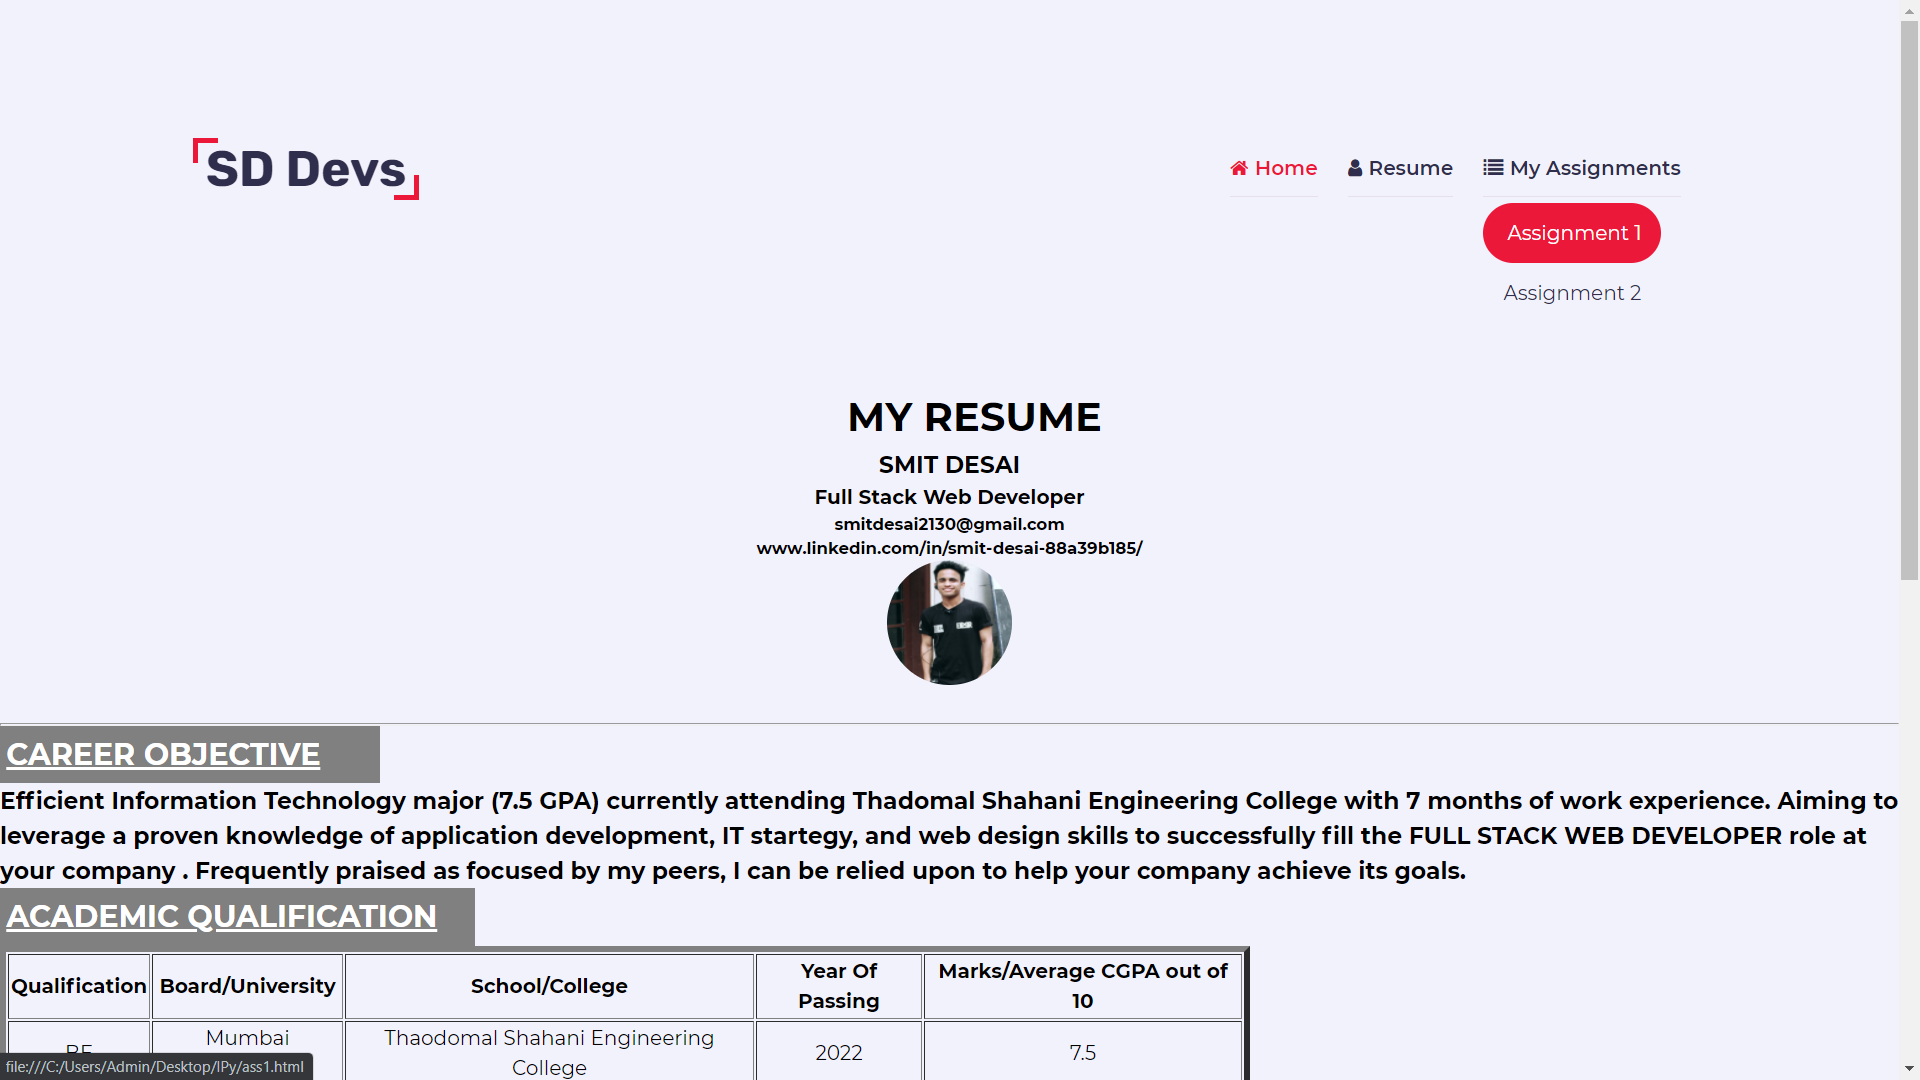 SD Devs
Home Resume My Assignments
Assignment 1
Assignment 2
MY RESUME
SMIT DESAI
Full Stack Web Developer
smitdesai2130@gmail.com
www.linkedin.com/in/smit-desai-88a39b185/
CAREER OBJECTIVE
Efficient Information Technology major (7.5 GPA) currently attending Thadomal Shahani Engineering College with 7 months of work experience. Aiming to
leverage a proven knowledge of application development, IT startegy, and web design skills to successfully fill the FULL STACK WEB DEVELOPER role at
your company . Frequently praised as focused by my peers, I can be relied upon to help your company achieve its goals.
ACADEMIC QUALIFICATION
Qualification Board/University School/College Year Of Passing Marks/Average CGPA out of 10
BE Mumbai Thaodomal Shahani Engineering College 2022 7.5
file:///C:/Users/Admin/Desktop/IPy/ass1.html